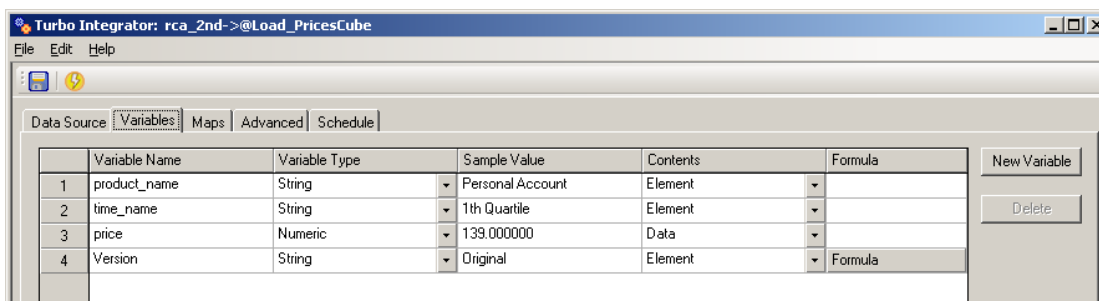 Turbo Integrator: rca_2nd->@Load_PricesCube
File Edit Help
Data Source Variables Maps Advanced Schedule
Variable Name Variable Type Sample Value Contents Formula New Variable
1 product_name String Personal Account Element
2 time_name String 1th Quartile Element Delete
3 price Numeric 139.000000 Data
4 Version String Original Element Formula